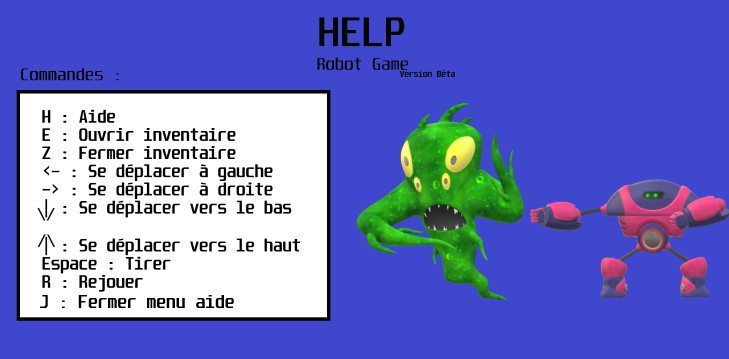 HELP
Robot Game
Version Bêta
Commandes :
H : Aide
E : Ouvrir inventaire
Z : Fermer inventaire
<- : Se déplacer à gauche
-> : Se déplacer à droite
\|/ : Se déplacer vers le bas
/|\ : Se déplacer vers le haut
Espace : Tirer
R : Rejouer
J : Fermer menu aide